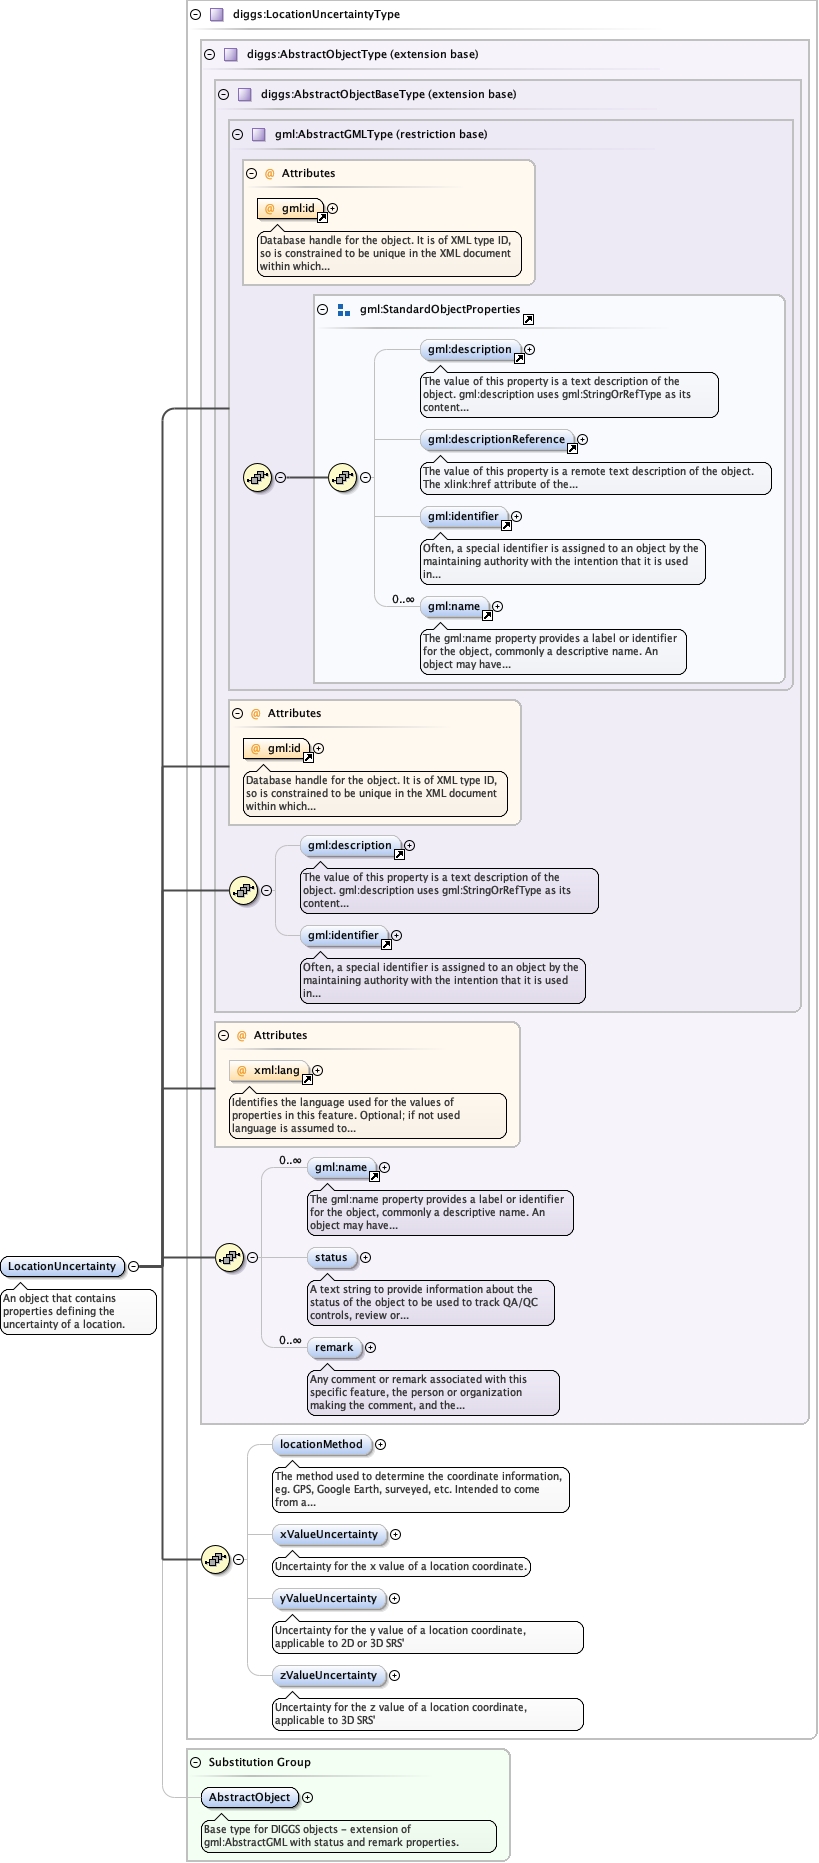 diggs:LocationUncertaintyType
diggs:AbstractObjectType (extension base)
diggs:AbstractObjectBaseType (extension base)
gml:AbstractGMLType (restriction base)
@ Attributes
@ gml:id
Database handle for the object. It is of XML type ID,
so is constrained to be unique in the XML document
within which...
gml:StandardObjectProperties
gml:description
The value of this property is a text description of the
object. gml:description uses gml:StringOrRefType as its
content...
gml:descriptionReference
The value of this property is a remote text description of the object.
The xlink:href attribute of the...
gml:identifier
Often, a special identifier is assigned to an object by the
maintaining authority with the intention that it is used
in...
0..∞
gml:name
The gml:name property provides a label or identifier
for the object, commonly a descriptive name. An
object may have...
@ Attributes
@ gml:id
Database handle for the object. It is of XML type ID,
so is constrained to be unique in the XML document
within which...
gml:description
The value of this property is a text description of the
object. gml:description uses gml:StringOrRefType as its
content...
gml:identifier
Often, a special identifier is assigned to an object by the
maintaining authority with the intention that it is used
in...
@ Attributes
@ xml:lang
Identifies the language used for the values of
properties in this feature. Optional; if not used
language is assumed to...
0..∞
gml:name
The gml:name property provides a label or identifier
for the object, commonly a descriptive name. An
object may have...
status
A text string to provide information about the
status of the object to be used to track QA/QC
controls, review or...
0..∞
remark
Any comment or remark associated with this
specific feature, the person or organization
making the comment, and the...
LocationUncertainty
An object that contains
properties defining the
uncertainty of a location.
locationMethod
The method used to determine the coordinate information,
eg. GPS, Google Earth, surveyed, etc. Intended to come
from a...
xValueUncertainty
Uncertainty for the x value of a location coordinate.
yValueUncertainty
Uncertainty for the y value of a location coordinate,
applicable to 2D or 3D SRS'
zValueUncertainty
Uncertainty for the z value of a location coordinate,
applicable to 3D SRS'
Substitution Group
AbstractObject
Base type for DIGGS objects – extension of
gml:AbstractGML with status and remark properties.